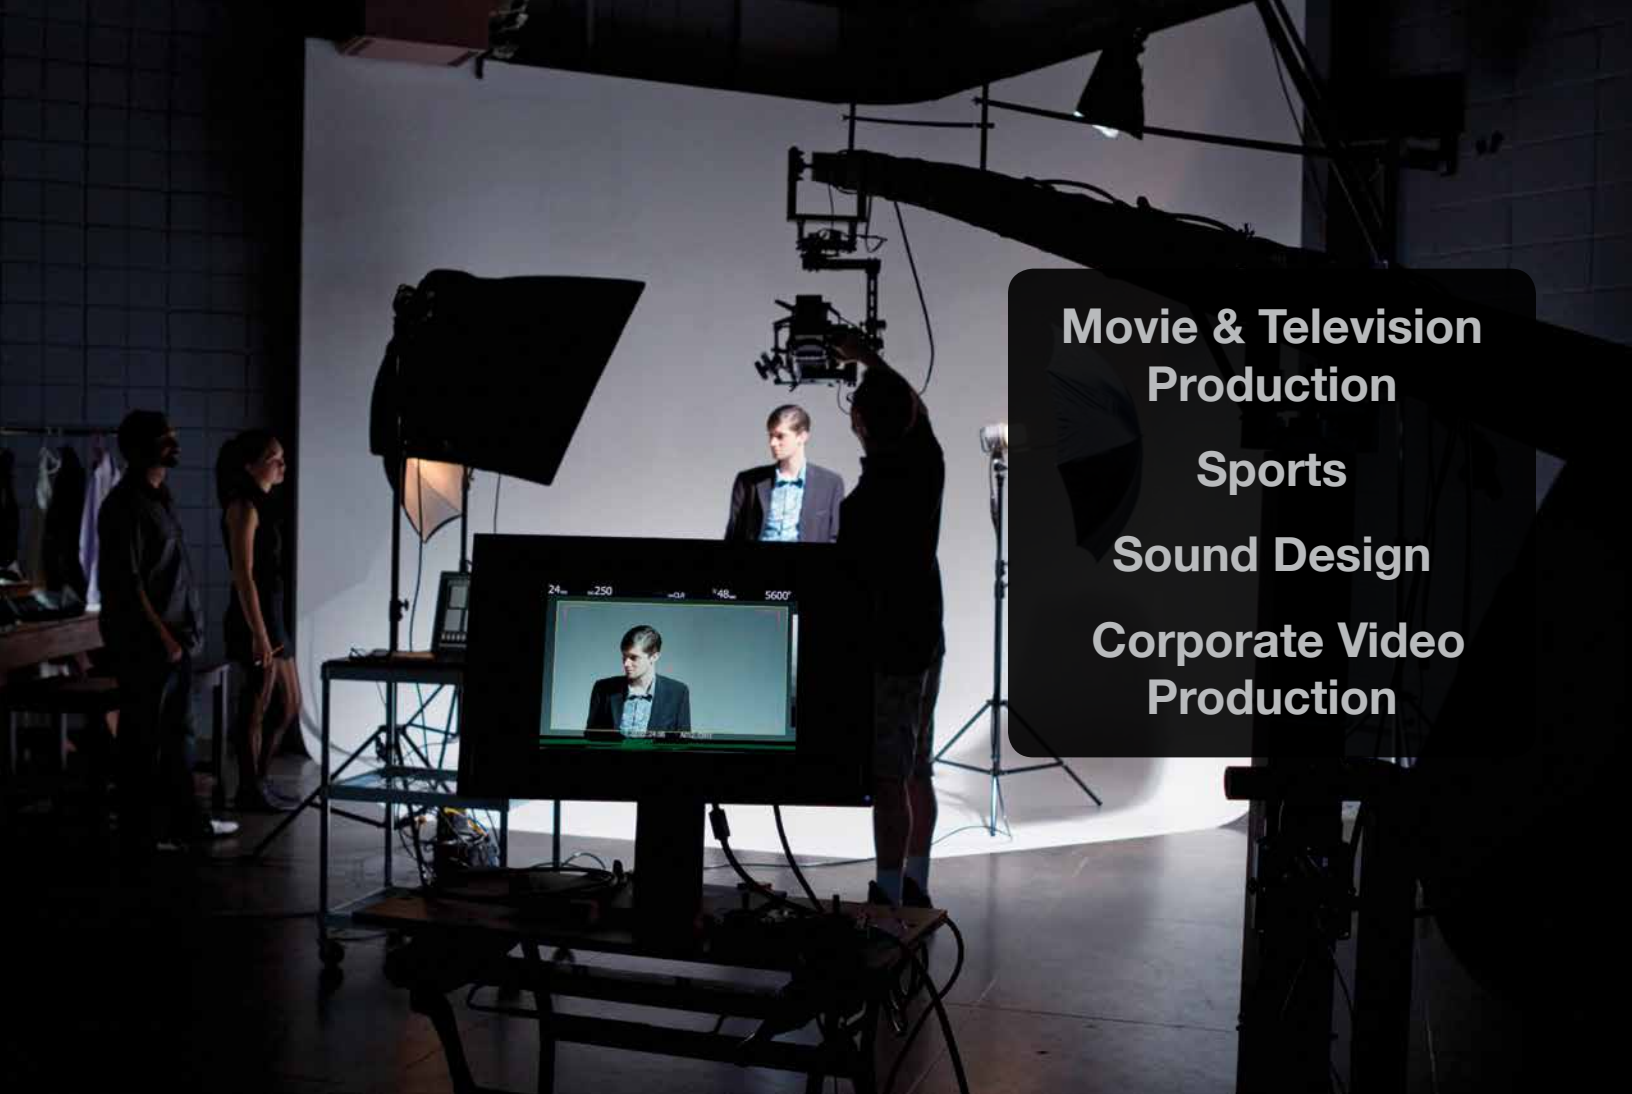 Movie & Television
Production
Sports
Sound Design
Corporate Video
Production
24 250 48 5600°